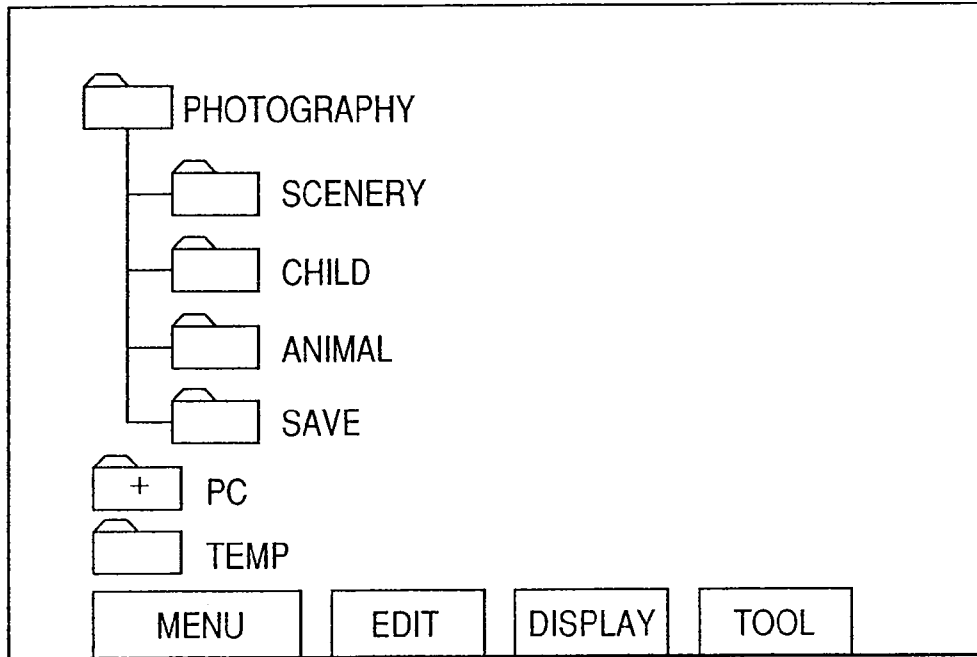 PHOTOGRAPHY
SCENERY
CHILD
ANIMAL
SAVE
+ PC
TEMP
MENU EDIT DISPLAY TOOL